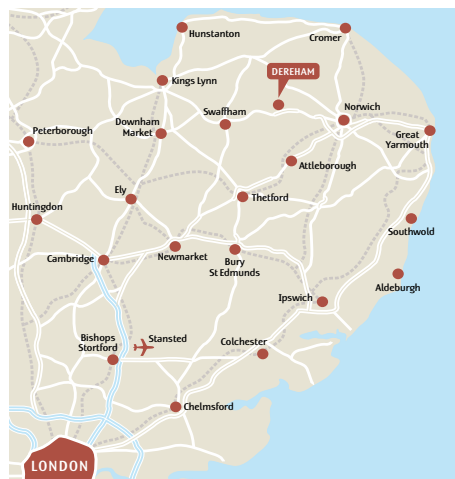 Hunstanton
Cromer
DEREHAM
Kings Lynn
Swaffham
Norwich
Downham
Market
Peterborough
Great
Yarmouth
Attleborough
Ely
Thetford
Huntingdon
Southwold
Cambridge
Newmarket
Bury
St Edmunds
Aldeburgh
Ipswich
Bishops
Stortford
Stansted
Colchester
Chelmsford
LONDON